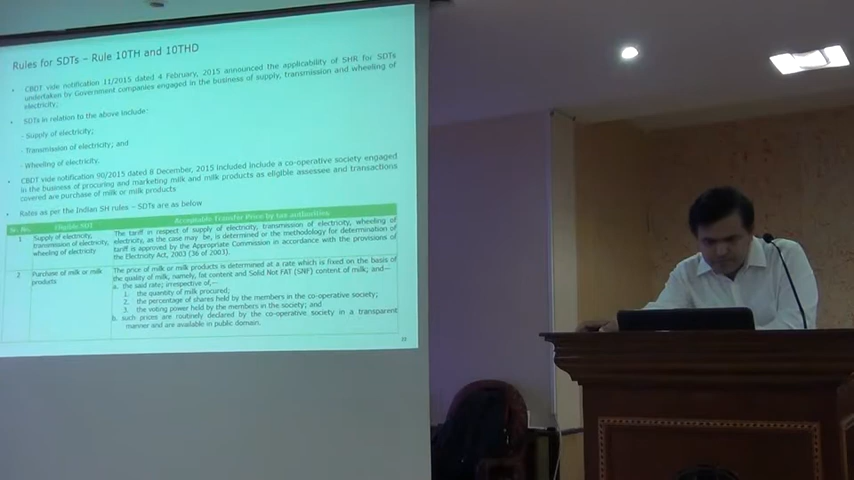 Rules for SDTs – Rule 10TH and 10THD
CBDT vide notification 11/2015 dated 4 February, 2015 announced the applicability of SHR for SDTs
undertaken by Government companies engaged in the business of supply, transmission and wheeling of
electricity;
SDTs in relation to the above include:
- Supply of electricity;
- Transmission of electricity; and
- Wheeling of electricity.
CBDT vide notification 90/2015 dated 8 December, 2015 included include a co-operative society engaged
in the business of procuring and marketing milk and milk products as eligible assessee and transactions
covered are purchase of milk or milk products
Rates as per the Indian SH rules – SDTs are as below
Sr. No. Eligible SDT Acceptable Transfer Price by tax authorities
1 Supply of electricity, transmission of electricity, wheeling of electricity
The tariff in respect of supply of electricity, transmission of electricity, wheeling of
electricity, as the case may be, is determined or the methodology for determination of
tariff is approved by the Appropriate Commission in accordance with the provisions of
the Electricity Act, 2003 (36 of 2003).
2 Purchase of milk or milk products
The price of milk or milk products is determined at a rate which is fixed on the basis of
the quality of milk, namely, fat content and Solid Not FAT (SNF) content of milk; and—
a. the said rate; irrespective of,—
1. the quantity of milk procured;
2. the percentage of shares held by the members in the co-operative society;
3. the voting power held by the members in the society; and
b. such prices are routinely declared by the co-operative society in a transparent
manner and are available in public domain.